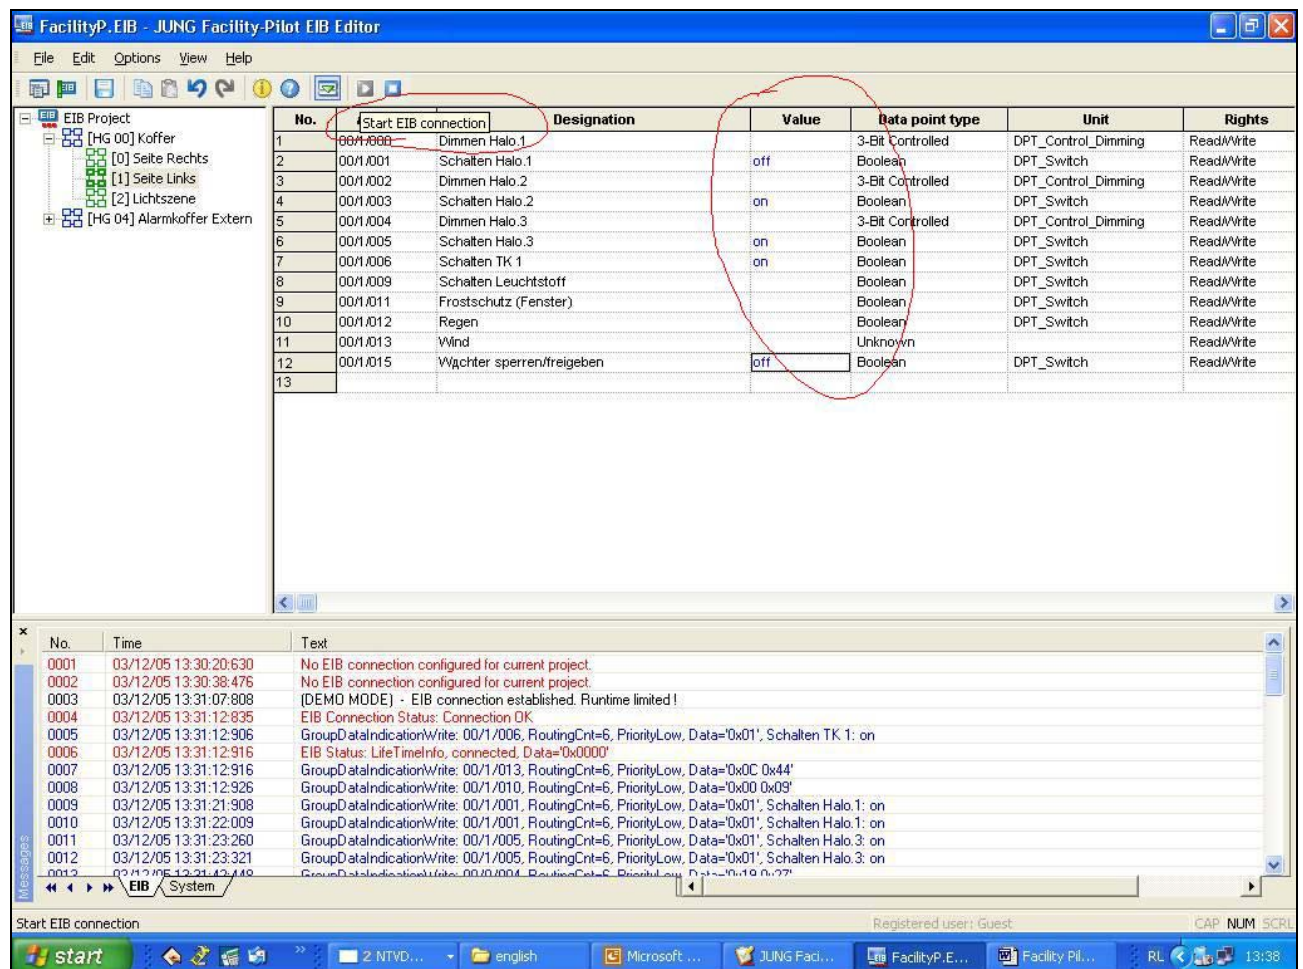 FacilityP.EIB - JUNG Facility-Pilot EIB Editor
File Edit Options View Help
EIB Project
[HG 00] Koffer
[0] Seite Rechts
[1] Seite Links
[2] Lichtszene
[HG 04] Alarmkoffer Extern
Start EIB connection
No. Designation Value Data point type Unit Rights
1 00/1/000 Dimmen Halo.1 3-Bit Controlled DPT_Control_Dimming Read/Write
2 00/1/001 Schalten Halo.1 off Boolean DPT_Switch Read/Write
3 00/1/002 Dimmen Halo.2 3-Bit Controlled DPT_Control_Dimming Read/Write
4 00/1/003 Schalten Halo.2 on Boolean DPT_Switch Read/Write
5 00/1/004 Dimmen Halo.3 3-Bit Controlled DPT_Control_Dimming Read/Write
6 00/1/005 Schalten Halo.3 on Boolean DPT_Switch Read/Write
7 00/1/006 Schalten TK 1 on Boolean DPT_Switch Read/Write
8 00/1/009 Schalten Leuchtstoff Boolean DPT_Switch Read/Write
9 00/1/011 Frostschutz (Fenster) Boolean DPT_Switch Read/Write
10 00/1/012 Regen Boolean DPT_Switch Read/Write
11 00/1/013 Wind Unknown Read/Write
12 00/1/015 Wдchter sperren/freigeben off Boolean DPT_Switch Read/Write
13
No. Time Text
0001 03/12/05 13:30:20:630 No EIB connection configured for current project.
0002 03/12/05 13:30:38:476 No EIB connection configured for current project.
0003 03/12/05 13:31:07:808 (DEMO MODE) - EIB connection established. Runtime limited !
0004 03/12/05 13:31:12:835 EIB Connection Status: Connection OK
0005 03/12/05 13:31:12:906 GroupDataIndicationWrite: 00/1/006, RoutingCnt=6, PriorityLow, Data='0x01', Schalten TK 1: on
0006 03/12/05 13:31:12:916 EIB Status: LifeTimeInfo, connected, Data='0x0000'
0007 03/12/05 13:31:12:916 GroupDataIndicationWrite: 00/1/013, RoutingCnt=6, PriorityLow, Data='0x0C 0x44'
0008 03/12/05 13:31:12:926 GroupDataIndicationWrite: 00/1/010, RoutingCnt=6, PriorityLow, Data='0x00 0x09'
0009 03/12/05 13:31:21:908 GroupDataIndicationWrite: 00/1/001, RoutingCnt=6, PriorityLow, Data='0x01', Schalten Halo.1: on
0010 03/12/05 13:31:22:009 GroupDataIndicationWrite: 00/1/001, RoutingCnt=6, PriorityLow, Data='0x01', Schalten Halo.1: on
0011 03/12/05 13:31:23:260 GroupDataIndicationWrite: 00/1/005, RoutingCnt=6, PriorityLow, Data='0x01', Schalten Halo.3: on
0012 03/12/05 13:31:23:321 GroupDataIndicationWrite: 00/1/005, RoutingCnt=6, PriorityLow, Data='0x01', Schalten Halo.3: on
Messages
EIB System
Start EIB connection Registered user: Guest CAP NUM SCRL
start 2 NTVD... english Microsoft ... JUNG Faci... FacilityP.E... Facility Pil... RL 13:38